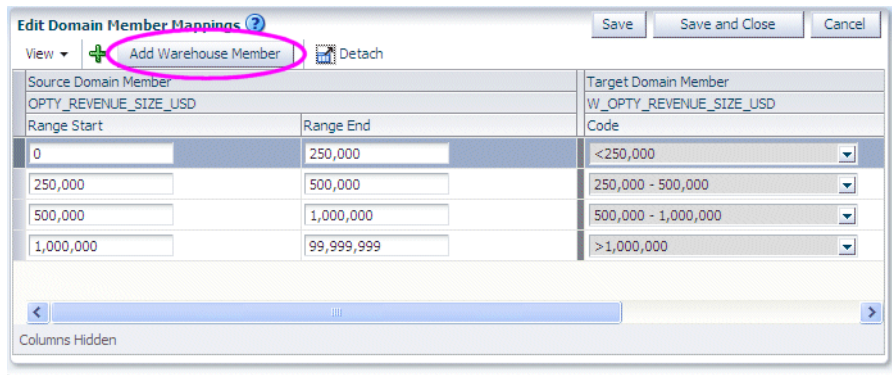 Edit Domain Member Mappings ? Save Save and Close Cancel
View Add Warehouse Member Detach
Source Domain Member Target Domain Member
OPTY_REVENUE_SIZE_USD W_OPTY_REVENUE_SIZE_USD
Range Start Range End Code
0 250,000 <250,000
250,000 500,000 250,000 - 500,000
500,000 1,000,000 500,000 - 1,000,000
1,000,000 99,999,999 >1,000,000
Columns Hidden